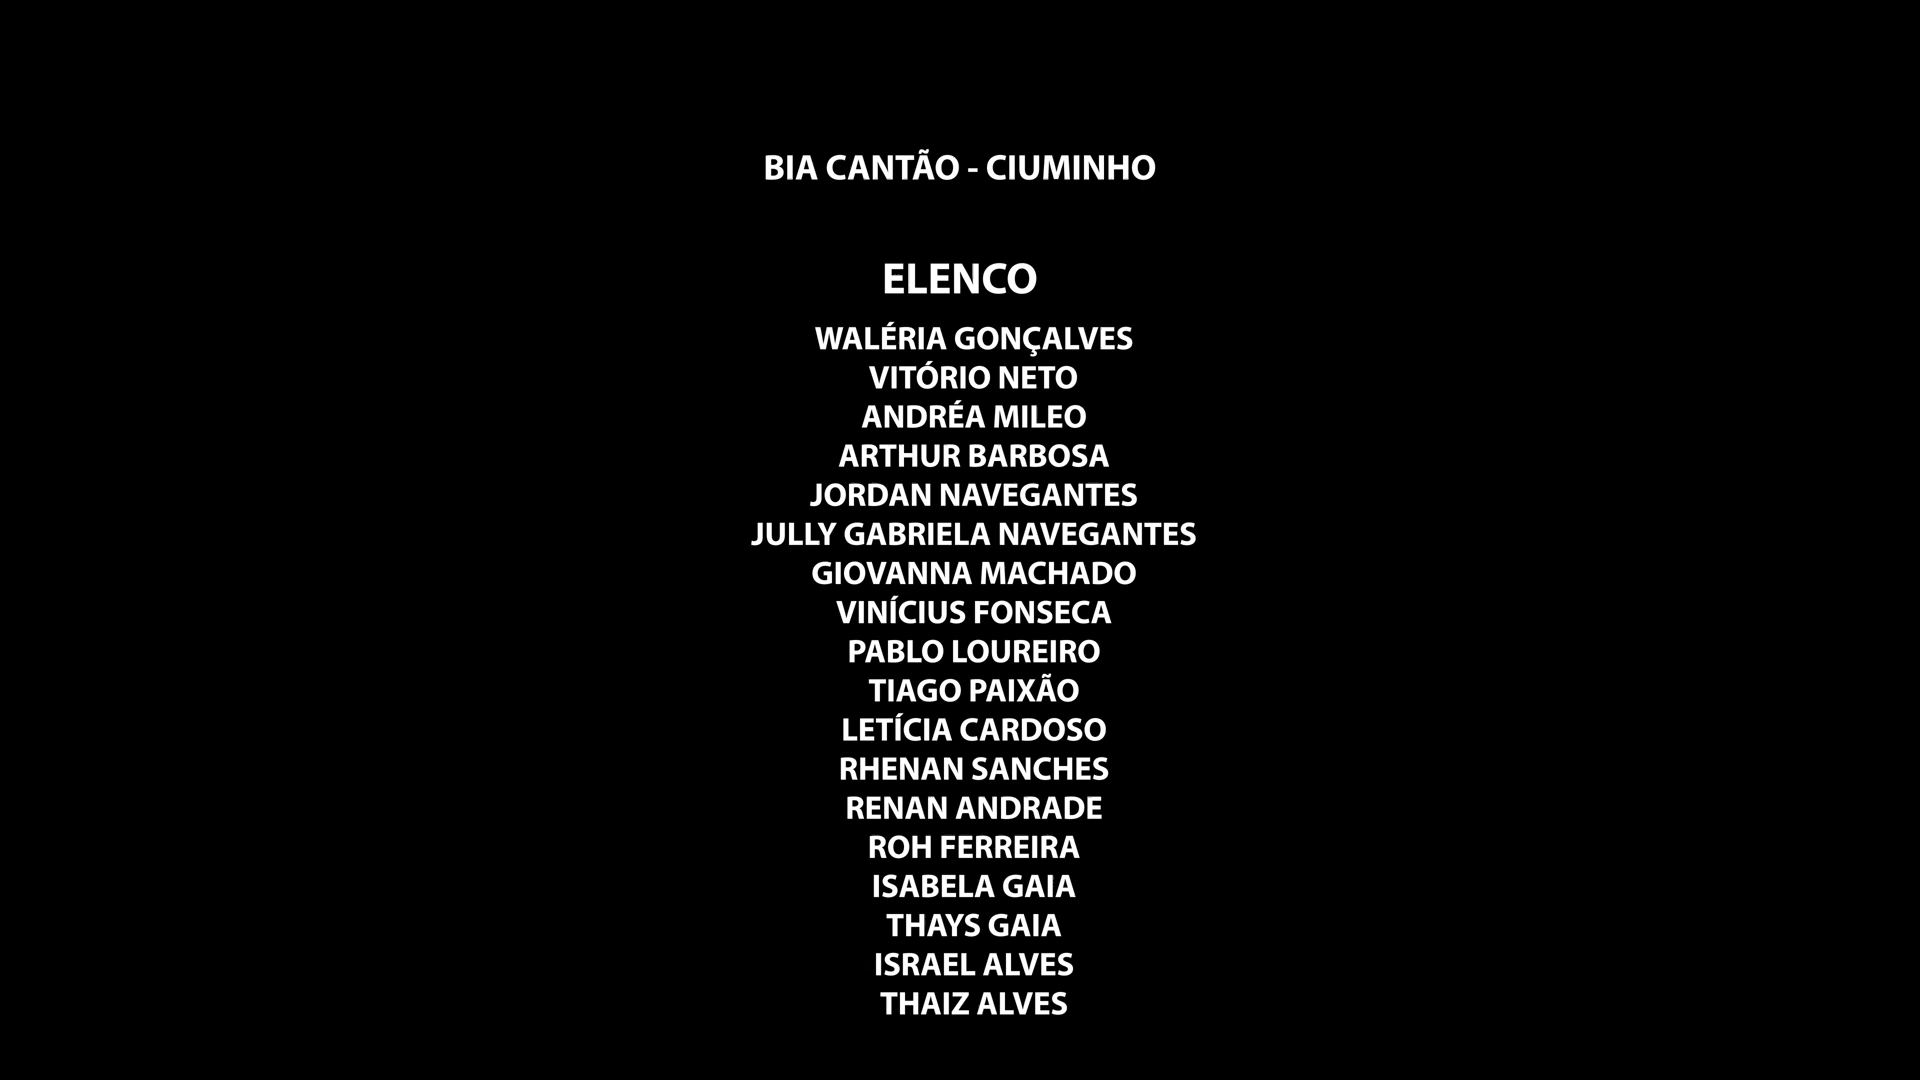 BIA CANTÃO - CIUMINHO
ELENCO
WALÉRIA GONÇALVES
VITÓRIO NETO
ANDRÉA MILEO
ARTHUR BARBOSA
JORDAN NAVEGANTES
JULLY GABRIELA NAVEGANTES
GIOVANNA MACHADO
VINÍCIUS FONSECA
PABLO LOUREIRO
TIAGO PAIXÃO
LETÍCIA CARDOSO
RHENAN SANCHES
RENAN ANDRADE
ROH FERREIRA
ISABELA GAIA
THAYS GAIA
ISRAEL ALVES
THAIZ ALVES